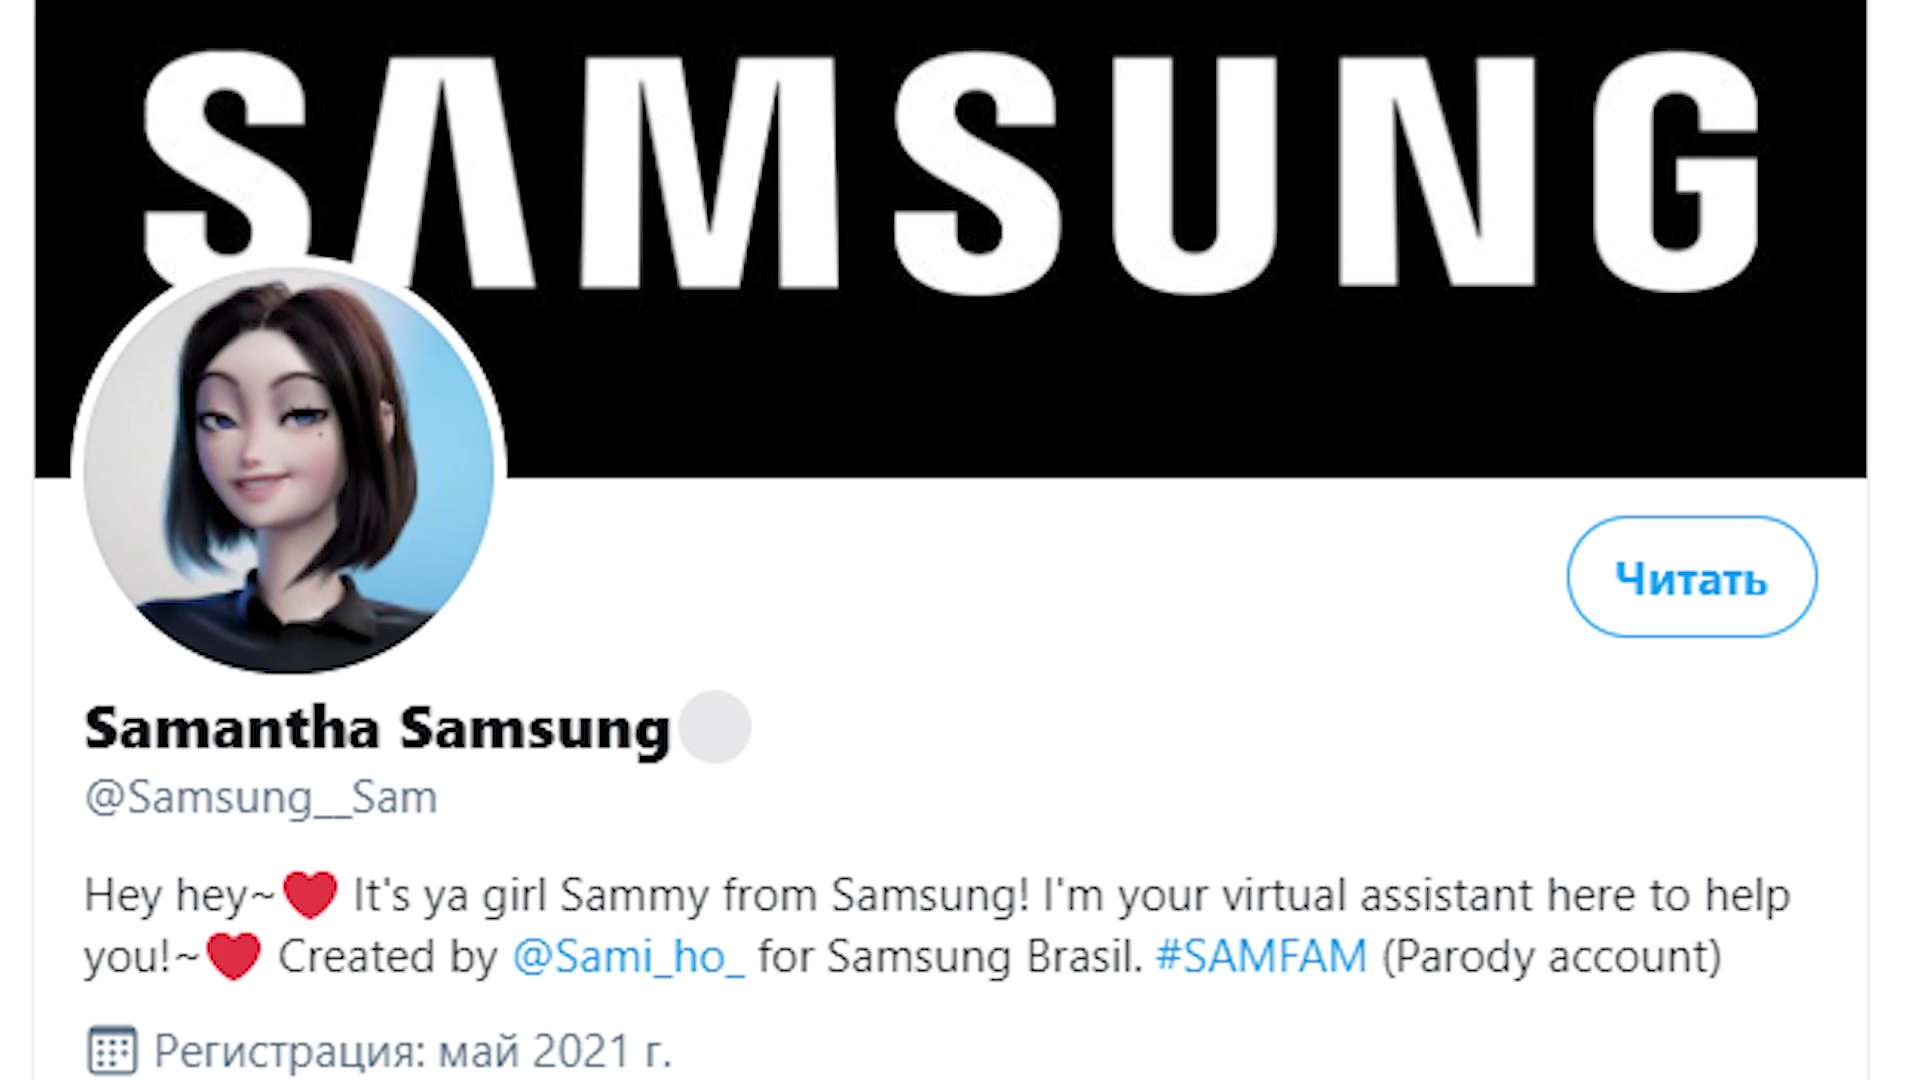 SAMSUNG
Читать
Samantha Samsung
@Samsung__Sam
Hey hey~❤ It's ya girl Sammy from Samsung! I'm your virtual assistant here to help
you!~❤ Created by @Sami_ho_ for Samsung Brasil. #SAMFAM (Parody account)
Регистрация: май 2021 г.